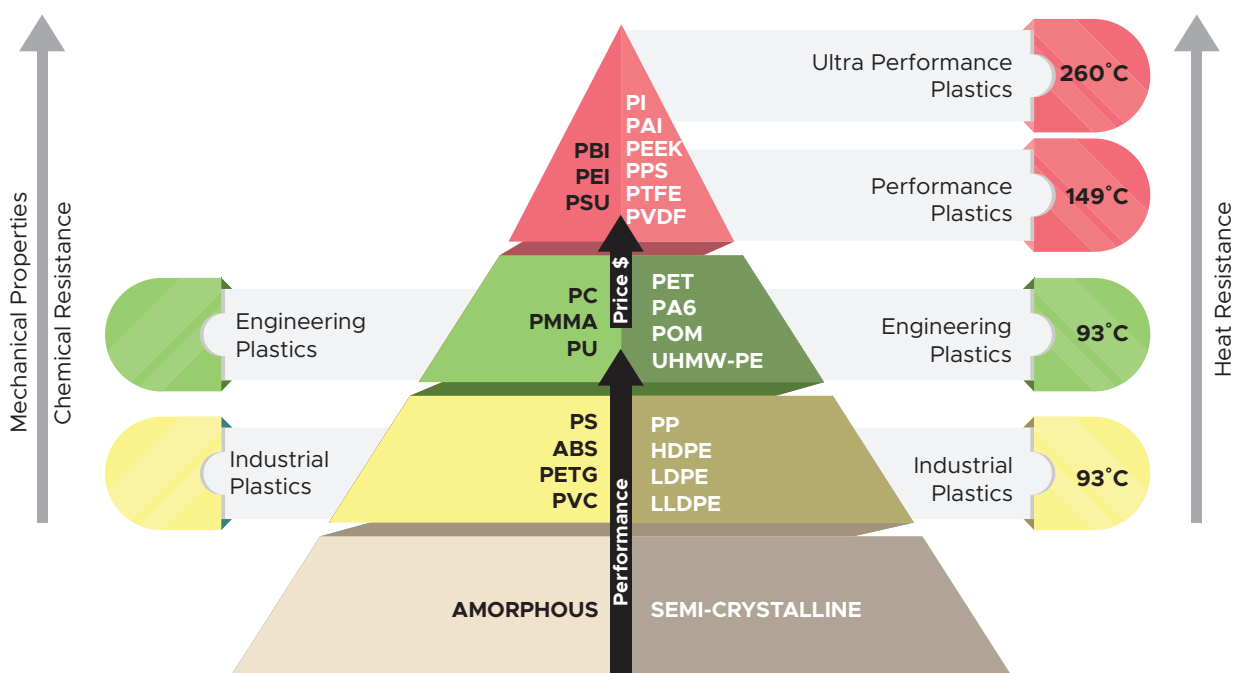 Mechanical Properties
Chemical Resistance
Ultra Performance
Plastics
260°C
PI
PAI
PEEK
PPS
PTFE
PVDF
PBI
PEI
PSU
Performance
Plastics
149°C
Heat Resistance
Engineering
Plastics
PC
PMMA
PU
Price $
PET
PA6
POM
UHMW-PE
Engineering
Plastics
93°C
Industrial
Plastics
PS
ABS
PETG
PVC
Performance
PP
HDPE
LDPE
LLDPE
Industrial
Plastics
93°C
AMORPHOUS
SEMI-CRYSTALLINE